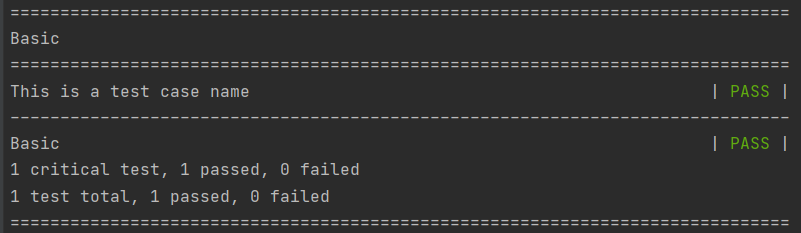 ==============================================================================
Basic
==============================================================================
This is a test case name                                              | PASS |
------------------------------------------------------------------------------
Basic                                                                 | PASS |
1 critical test, 1 passed, 0 failed
1 test total, 1 passed, 0 failed
==============================================================================